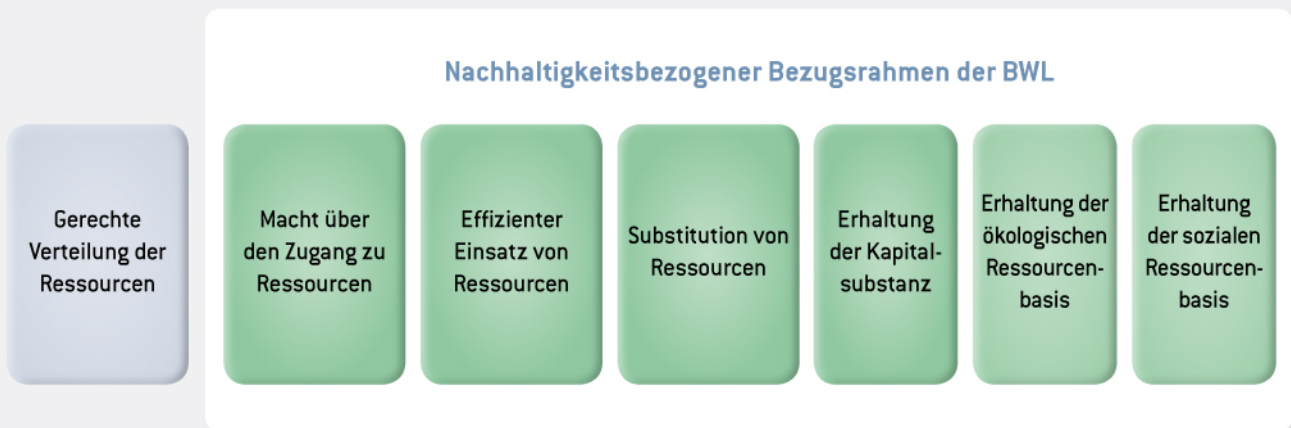 Nachhaltigkeitsbezogener Bezugsrahmen der BWL
Gerechte
Verteilung der
Ressourcen
Macht über
den Zugang zu
Ressourcen
Effizienter
Einsatz von
Ressourcen
Substitution von
Ressourcen
Erhaltung
der Kapital-
substanz
Erhaltung der
ökologischen
Ressourcen-
basis
Erhaltung
der sozialen
Ressourcen-
basis